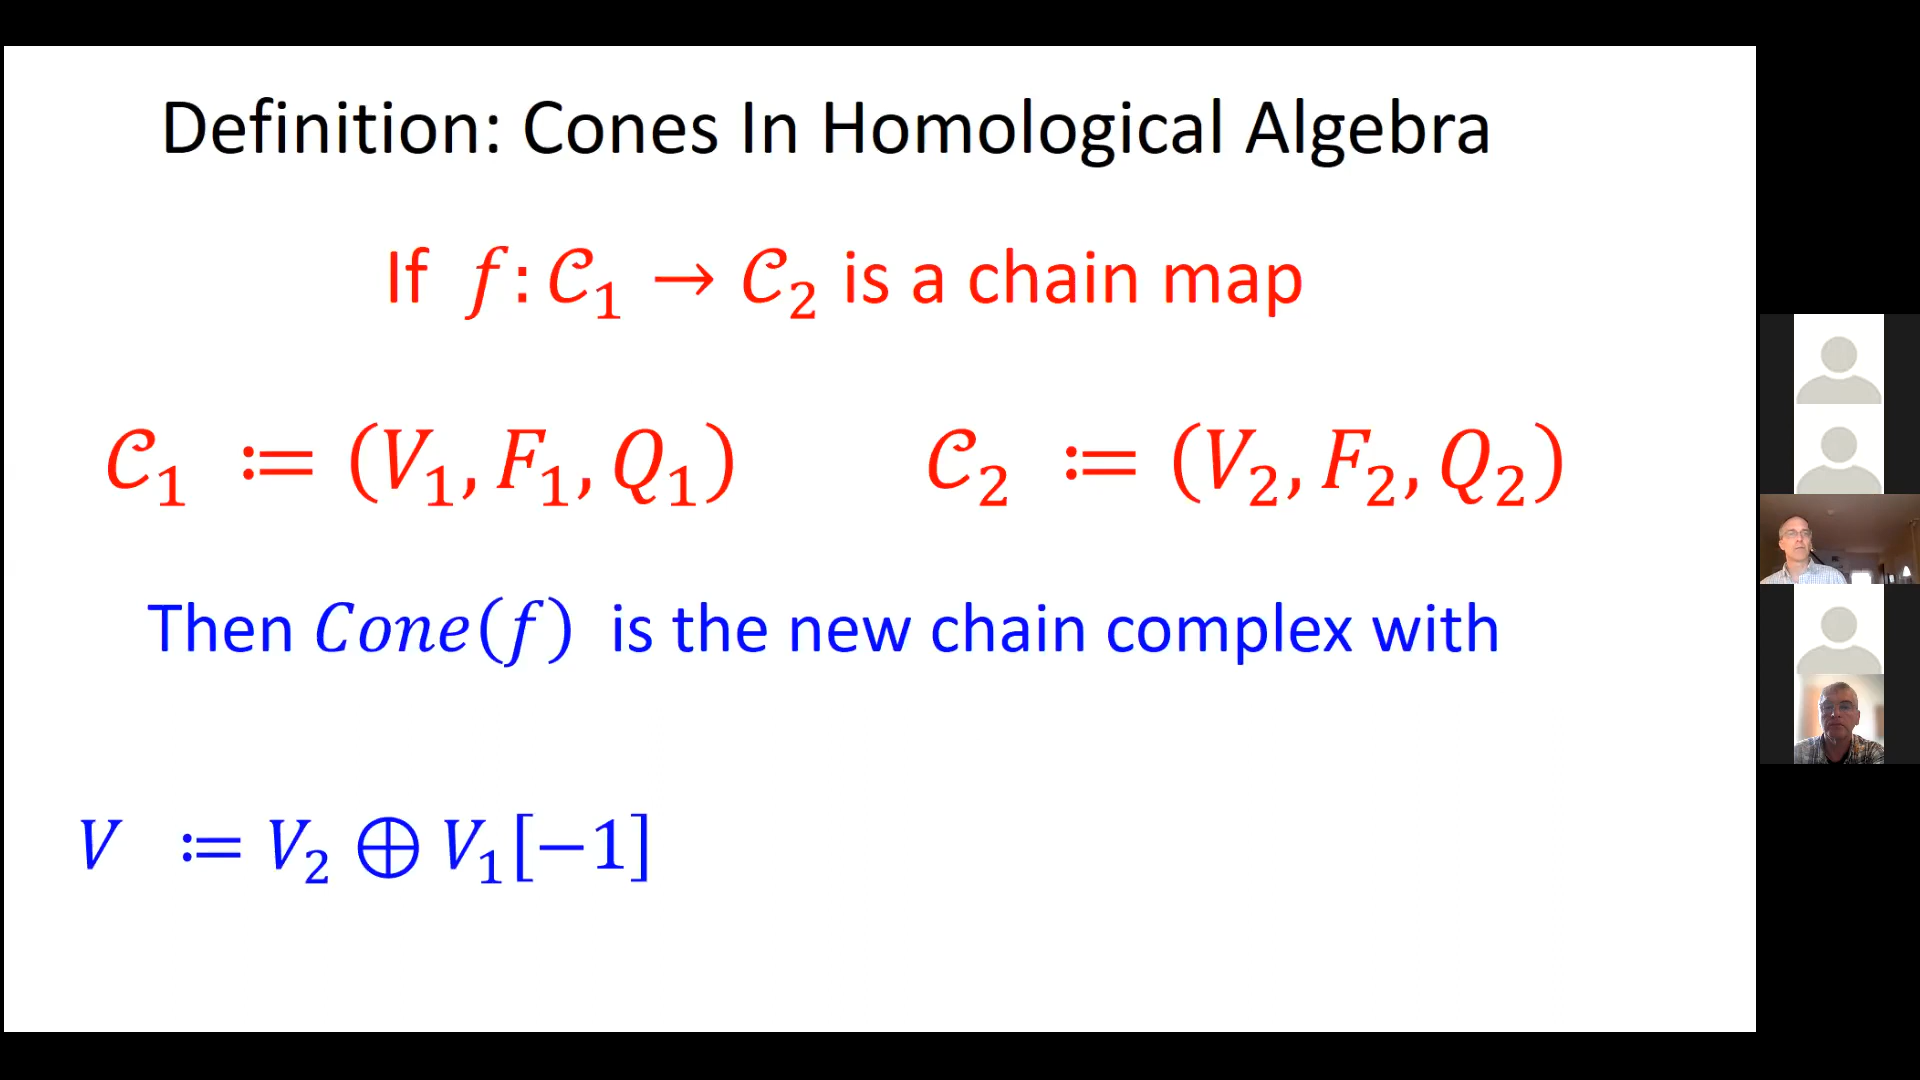 Definition: Cones In Homological Algebra
If 𝑓: 𝒞₁ → 𝒞₂ is a chain map
𝒞₁ ≔ (𝑉₁, 𝐹₁, 𝑄₁) 𝒞₂ ≔ (𝑉₂, 𝐹₂, 𝑄₂)
Then 𝐶𝑜𝑛𝑒(𝑓) is the new chain complex with
𝑉 ≔ 𝑉₂ ⊕ 𝑉₁[−1]